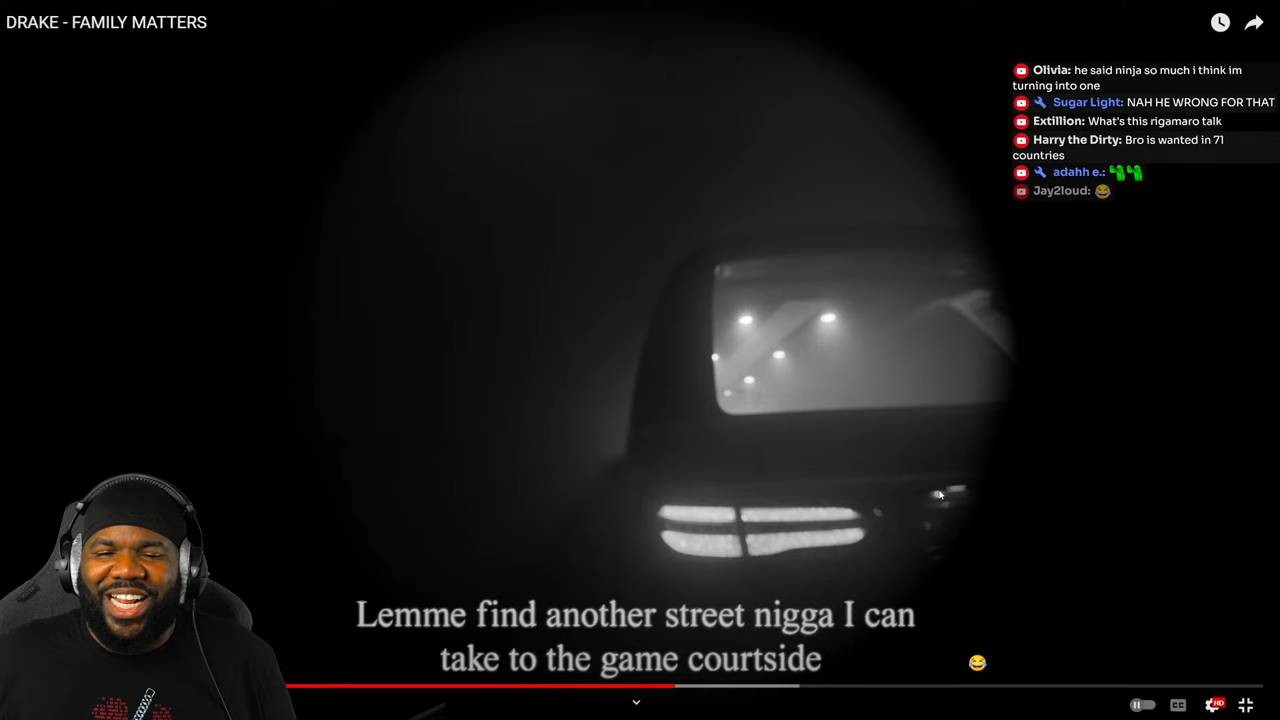 DRAKE - FAMILY MATTERS
Olivia: he said ninja so much i think im
turning into one
Sugar Light: NAH HE WRONG FOR THAT
Extillion: What's this rigamaro talk
Harry the Dirty: Bro is wanted in 71
countries
adahh e.:
Jay2loud: 😂
Lemme find another street nigga I can
take to the game courtside
😂
CC
HD